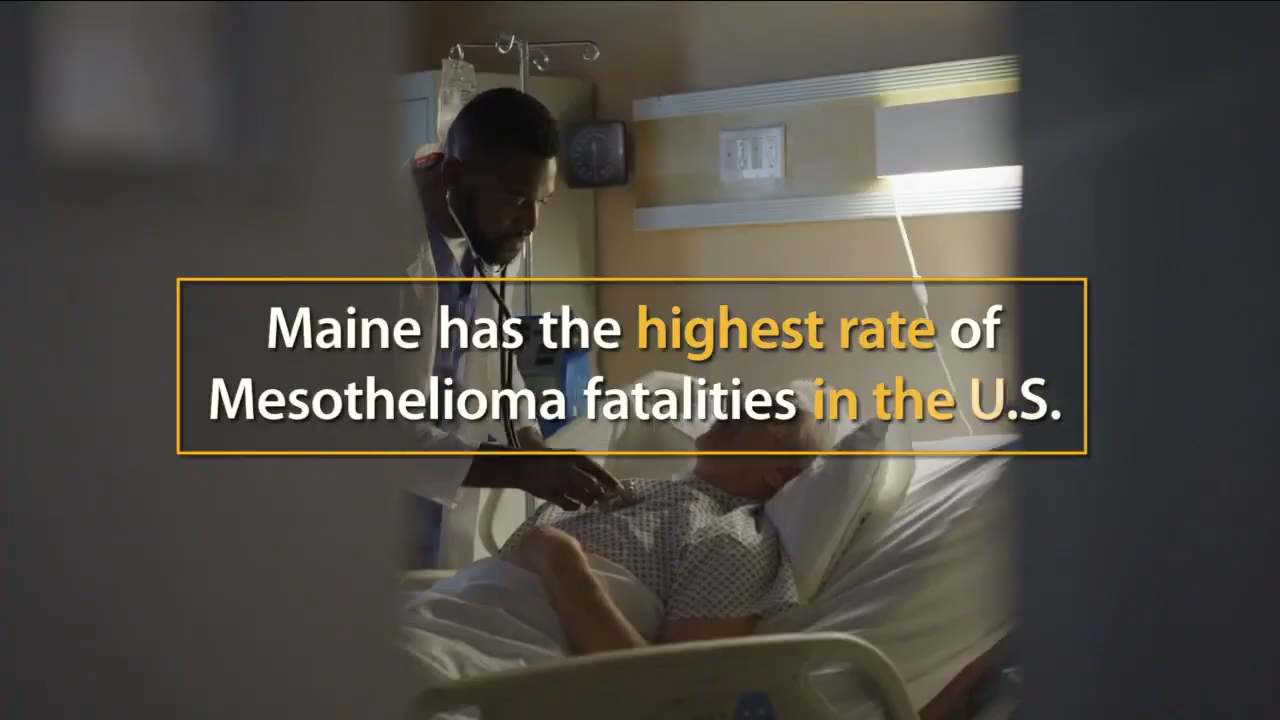 Maine has the highest rate of
Mesothelioma fatalities in the U.S.